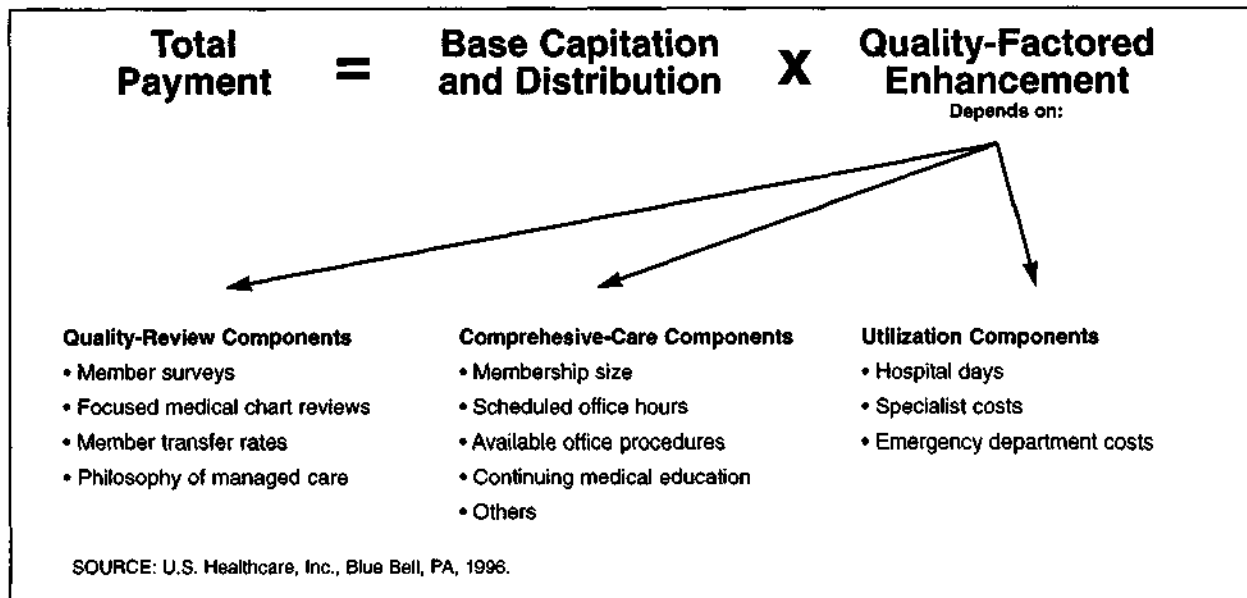 Total
Payment
=
Base Capitation
and Distribution
X
Quality-Factored
Enhancement
Depends on:
Quality-Review Components
• Member surveys
• Focused medical chart reviews
• Member transfer rates
• Philosophy of managed care
Comprehesive-Care Components
• Membership size
• Scheduled office hours
• Available office procedures
• Continuing medical education
• Others
Utilization Components
• Hospital days
• Specialist costs
• Emergency department costs
SOURCE: U.S. Healthcare, Inc., Blue Bell, PA, 1996.